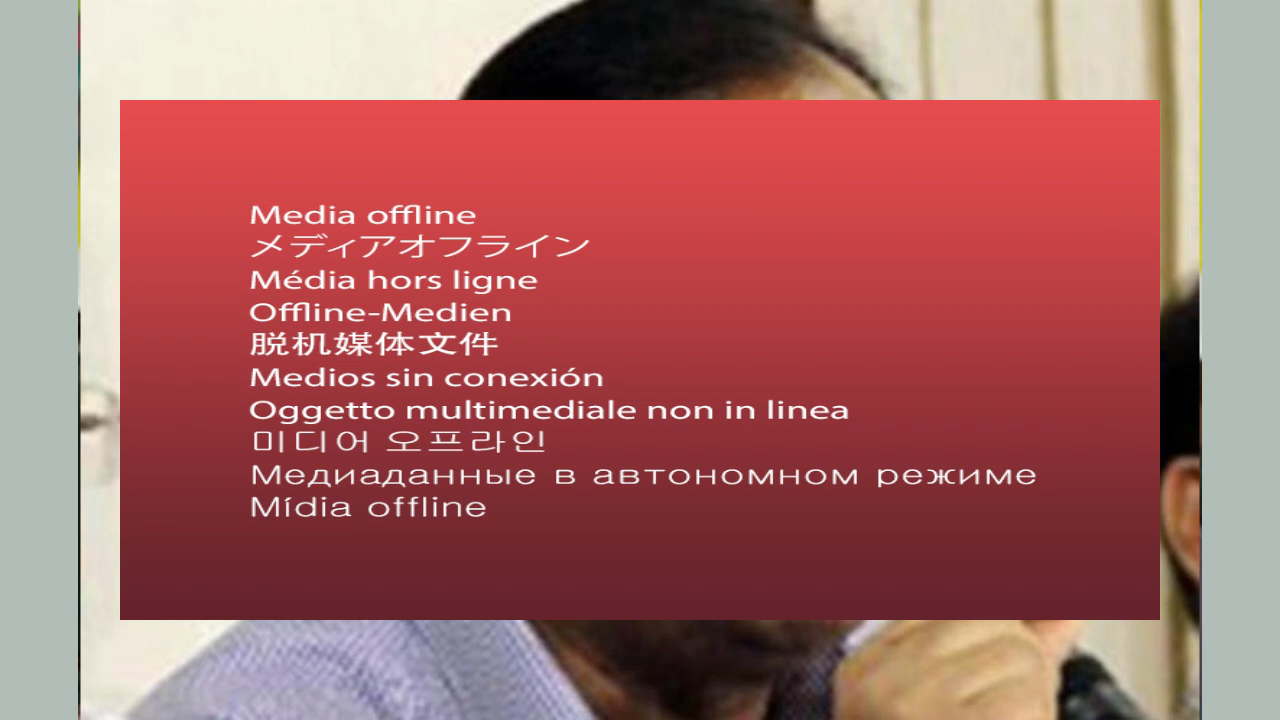 Media offline
メディアオフライン
Média hors ligne
Offline-Medien
脱机媒体文件
Medios sin conexión
Oggetto multimediale non in linea
미디어 오프라인
Медиаданные в автономном режиме
Mídia offline